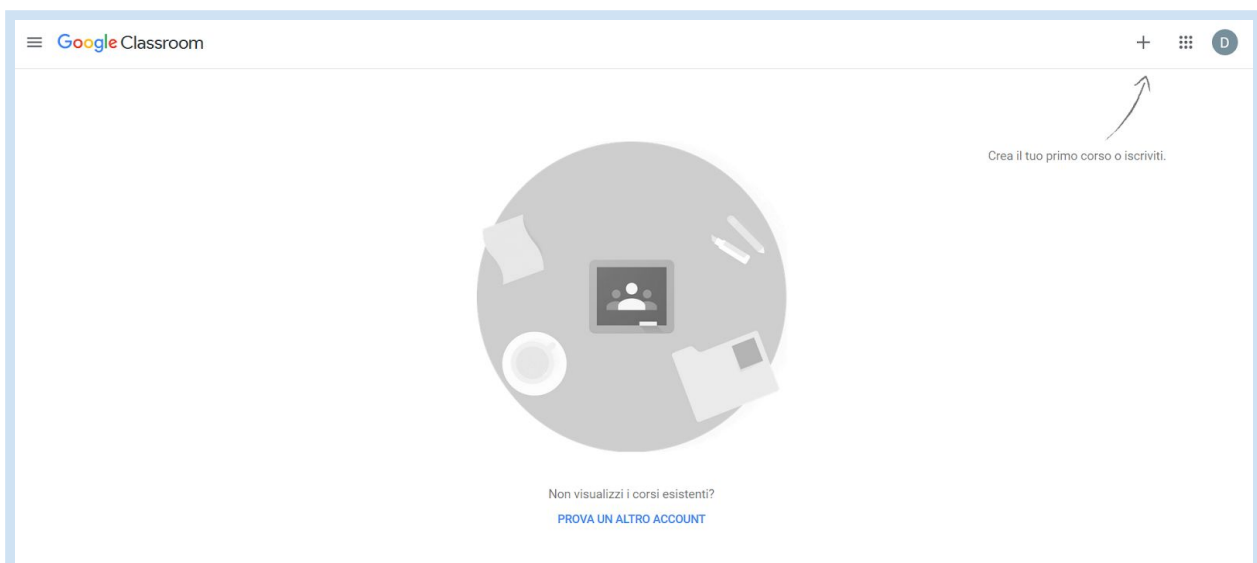 Google Classroom
D
Crea il tuo primo corso o iscriviti.
Non visualizzi i corsi esistenti?
PROVA UN ALTRO ACCOUNT